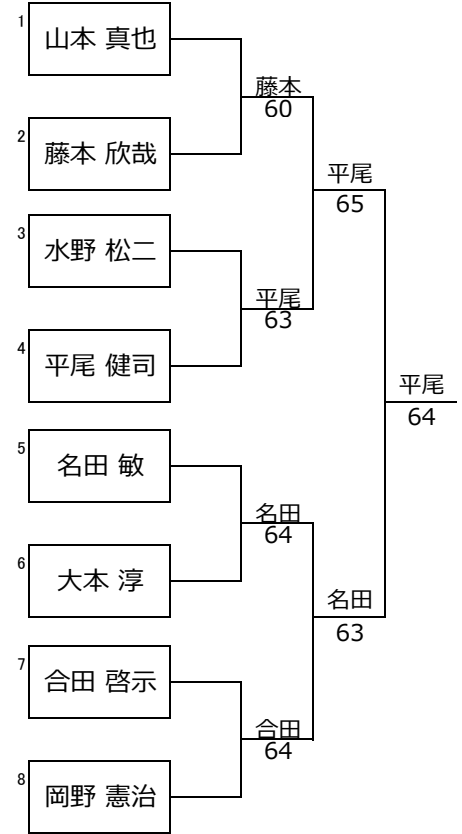 1
山本 真也
2
藤本 欣哉
3
水野 松二
4
平尾 健司
5
名田 敏
6
大本 淳
7
合田 啓示
8
岡野 憲治
藤本
60
平尾
63
名田
64
合田
64
平尾
65
名田
63
平尾
64